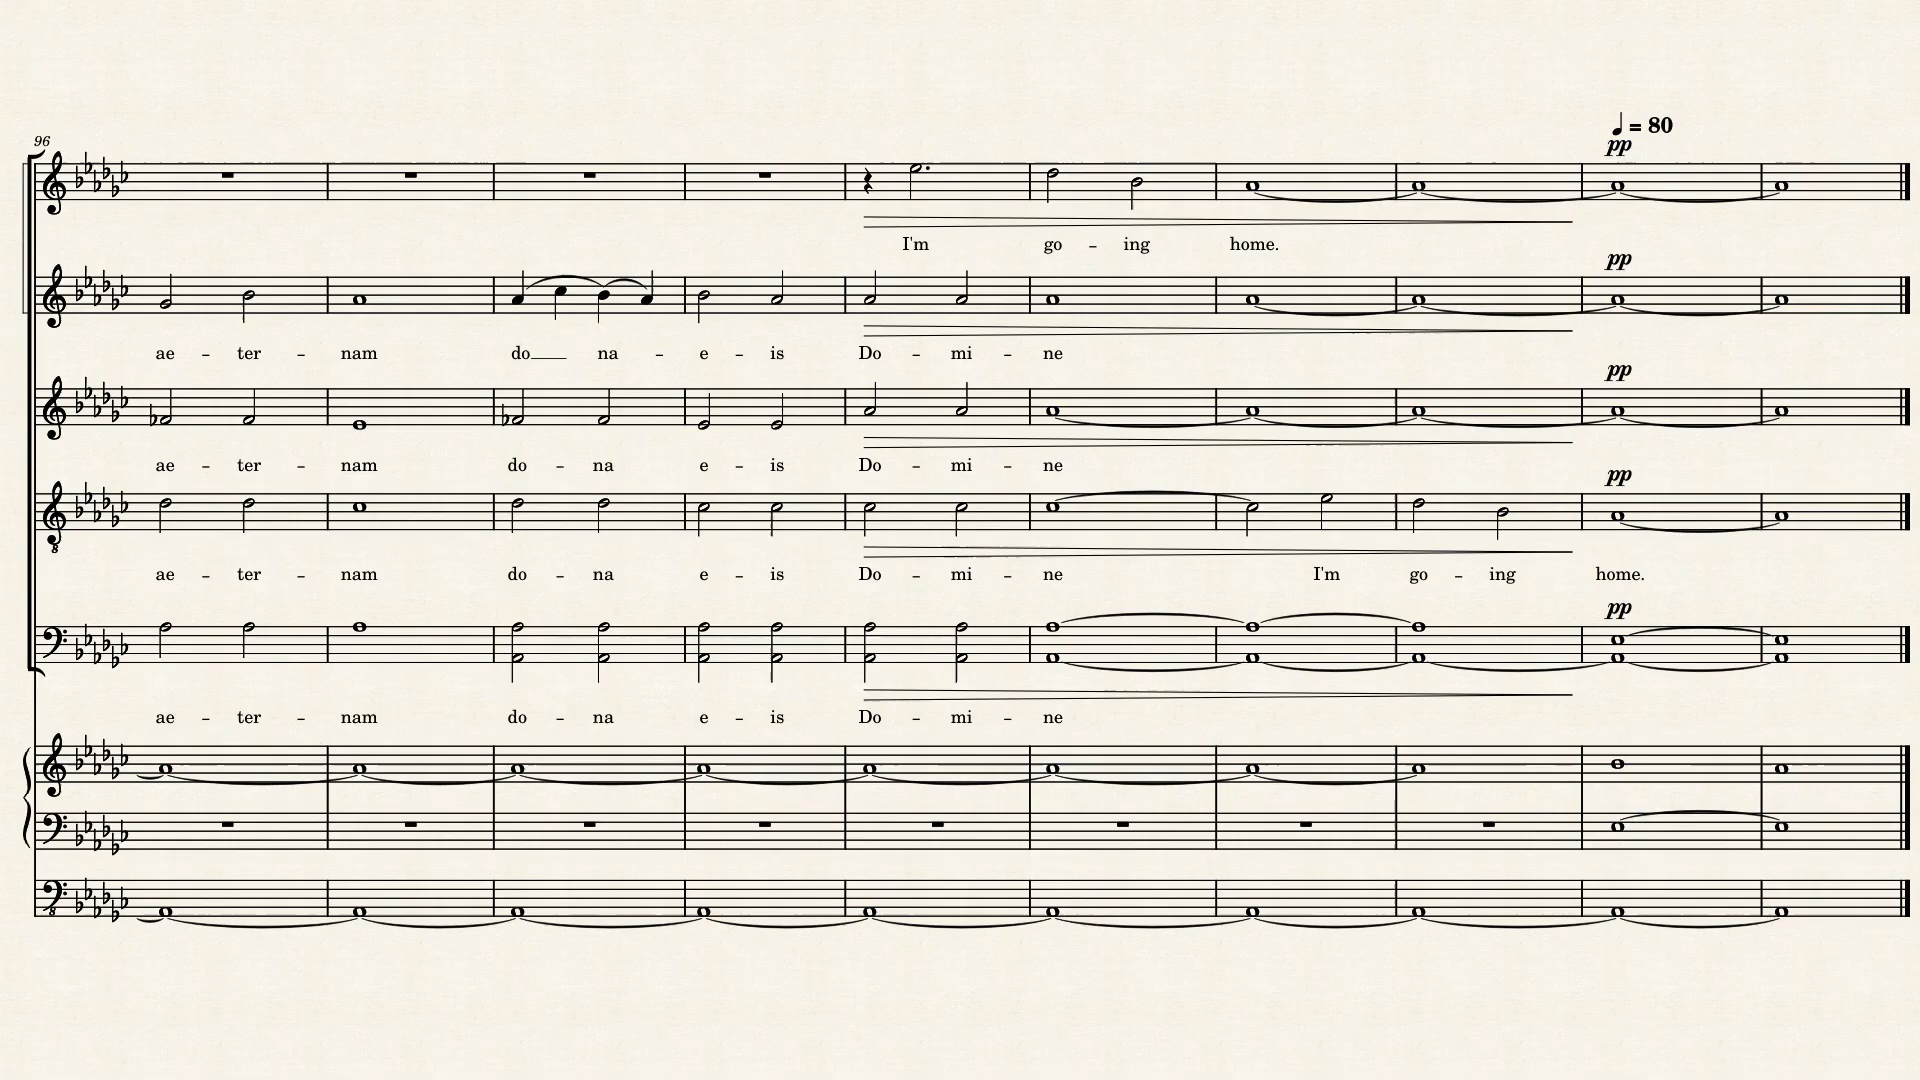 96
♩ = 80
pp
I'm go - ing home.
pp
ae - ter - nam do na - e - is Do - mi - ne
pp
ae - ter - nam do - na e - is Do - mi - ne
pp
ae - ter - nam do - na e - is Do - mi - ne I'm go - ing home.
pp
ae - ter - nam do - na e - is Do - mi - ne